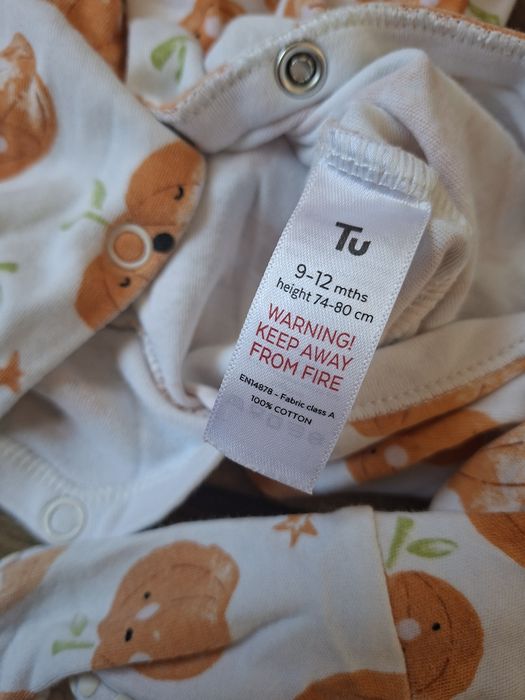 Tu
9-12 mths
height 74-80 cm
WARNING!
KEEP AWAY
FROM FIRE
EN14878 - Fabric class A
100% COTTON